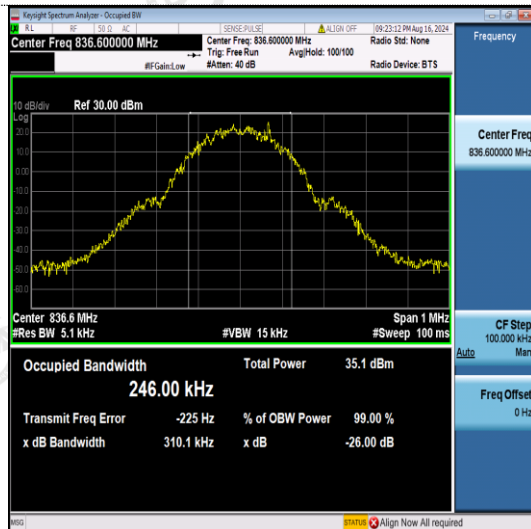 Keysight Spectrum Analyzer - Occupied BW
RL RF 50 Ω AC SENSE:PULSE ALIGN OFF 09:23:12 PM Aug 16, 2024
Center Freq 836.600000 MHz Center Freq: 836.600000 MHz Radio Std: None
Trig: Free Run Avg|Hold: 100/100
#IFGain:Low #Atten: 40 dB Radio Device: BTS
Frequency
10 dB/div Ref 30.00 dBm
Log
20.0
10.0
0.00
-10.0
-20.0
-30.0
-40.0
-50.0
-60.0
Center Freq
836.600000 MHz
Center 836.6 MHz Span 1 MHz
#Res BW 5.1 kHz #VBW 15 kHz #Sweep 100 ms
CF Step
100.000 kHz
Auto Man
Occupied Bandwidth Total Power 35.1 dBm
246.00 kHz
Transmit Freq Error -225 Hz % of OBW Power 99.00 %
x dB Bandwidth 310.1 kHz x dB -26.00 dB
Freq Offset
0 Hz
MSG STATUS Align Now All required